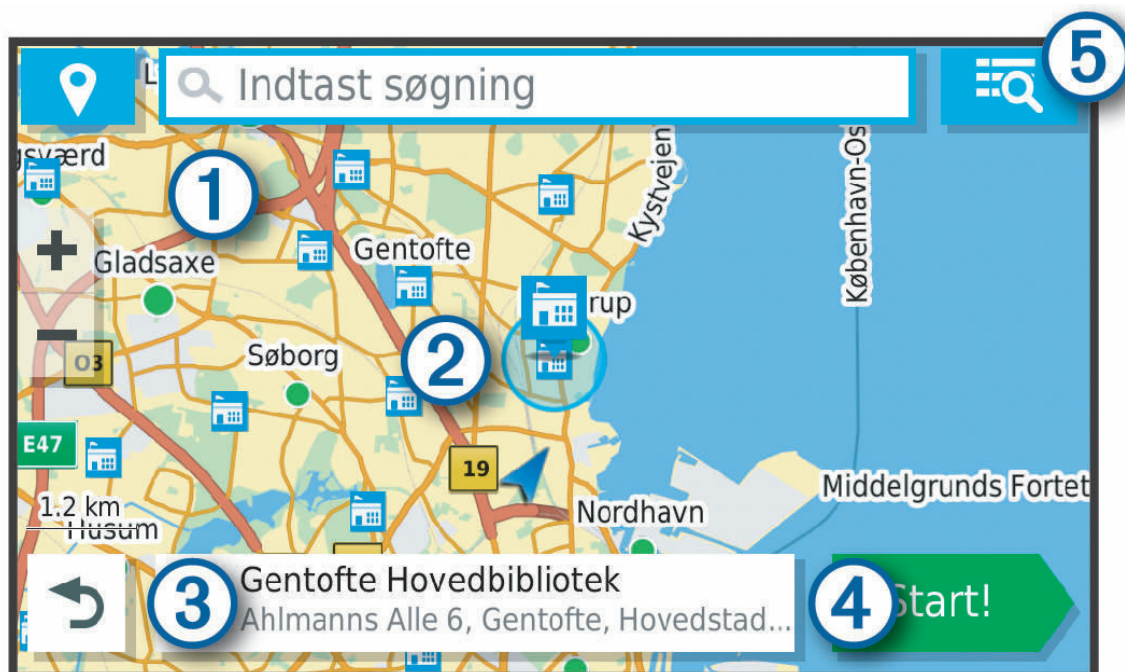 5
Indtast søgning
1
Kystvejen
København-Os
Gentofte
Gladsaxe
+
rup
2
Søborg
O3
E47
19
Middelgrunds Fortet
1.2 km
Nordhavn
Husum
3
Gentofte Hovedbibliotek
Ahlmanns Alle 6, Gentofte, Hovedstad...
4
Start!